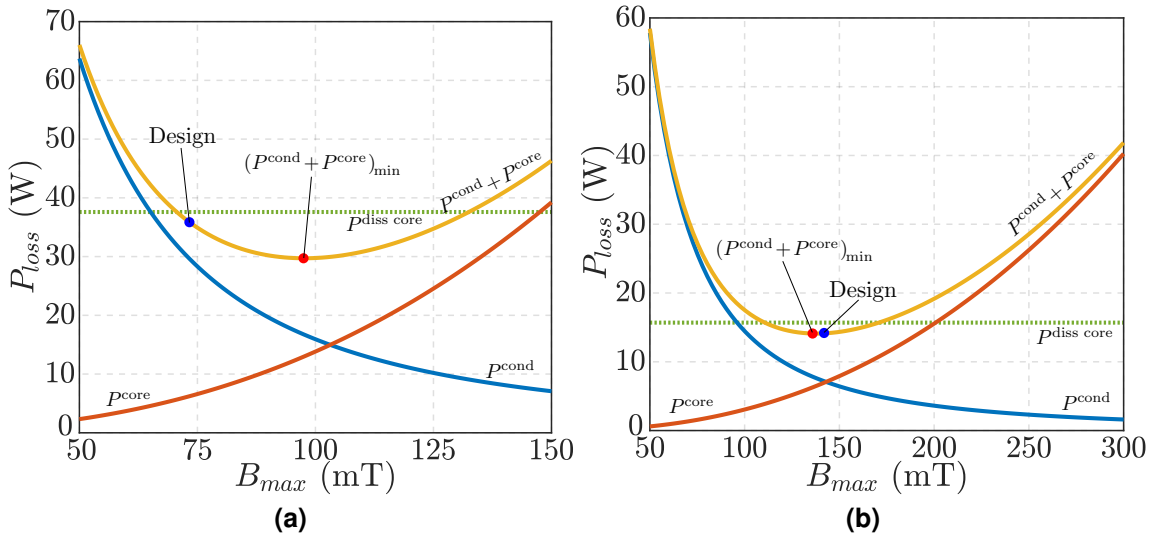 70
60
50
40
30
20
10
0
P_loss (W)
50
75
100
125
150
B_max (mT)
Design
(P^cond + P^core)_min
P^cond + P^core
P^diss core
P^core
P^cond
(a)
60
50
40
30
20
10
0
P_loss (W)
50
100
150
200
250
300
B_max (mT)
(P^cond + P^core)_min
Design
P^cond + P^core
P^diss core
P^core
P^cond
(b)